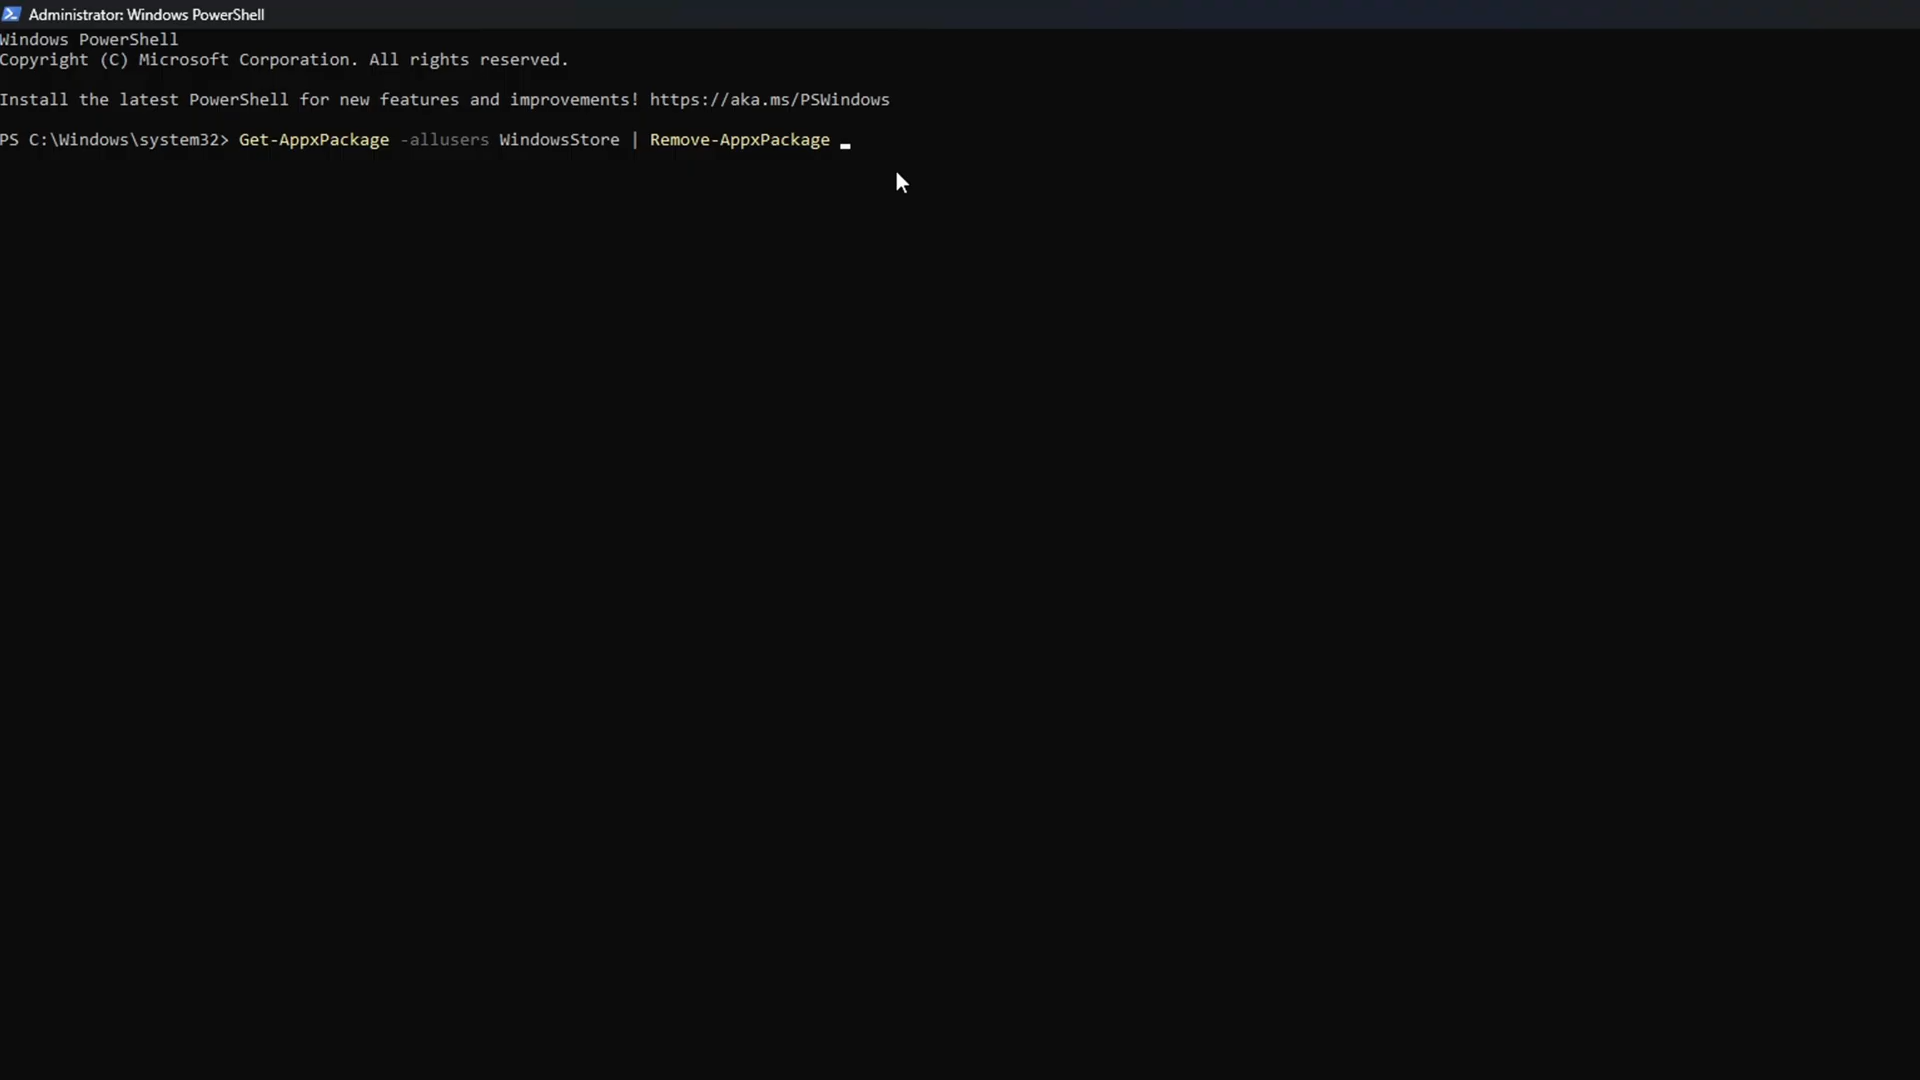 Administrator: Windows PowerShell
Windows PowerShell
Copyright (C) Microsoft Corporation. All rights reserved.
Install the latest PowerShell for new features and improvements! https://aka.ms/PSWindows
PS C:\Windows\system32> Get-AppxPackage -allusers WindowsStore | Remove-AppxPackage